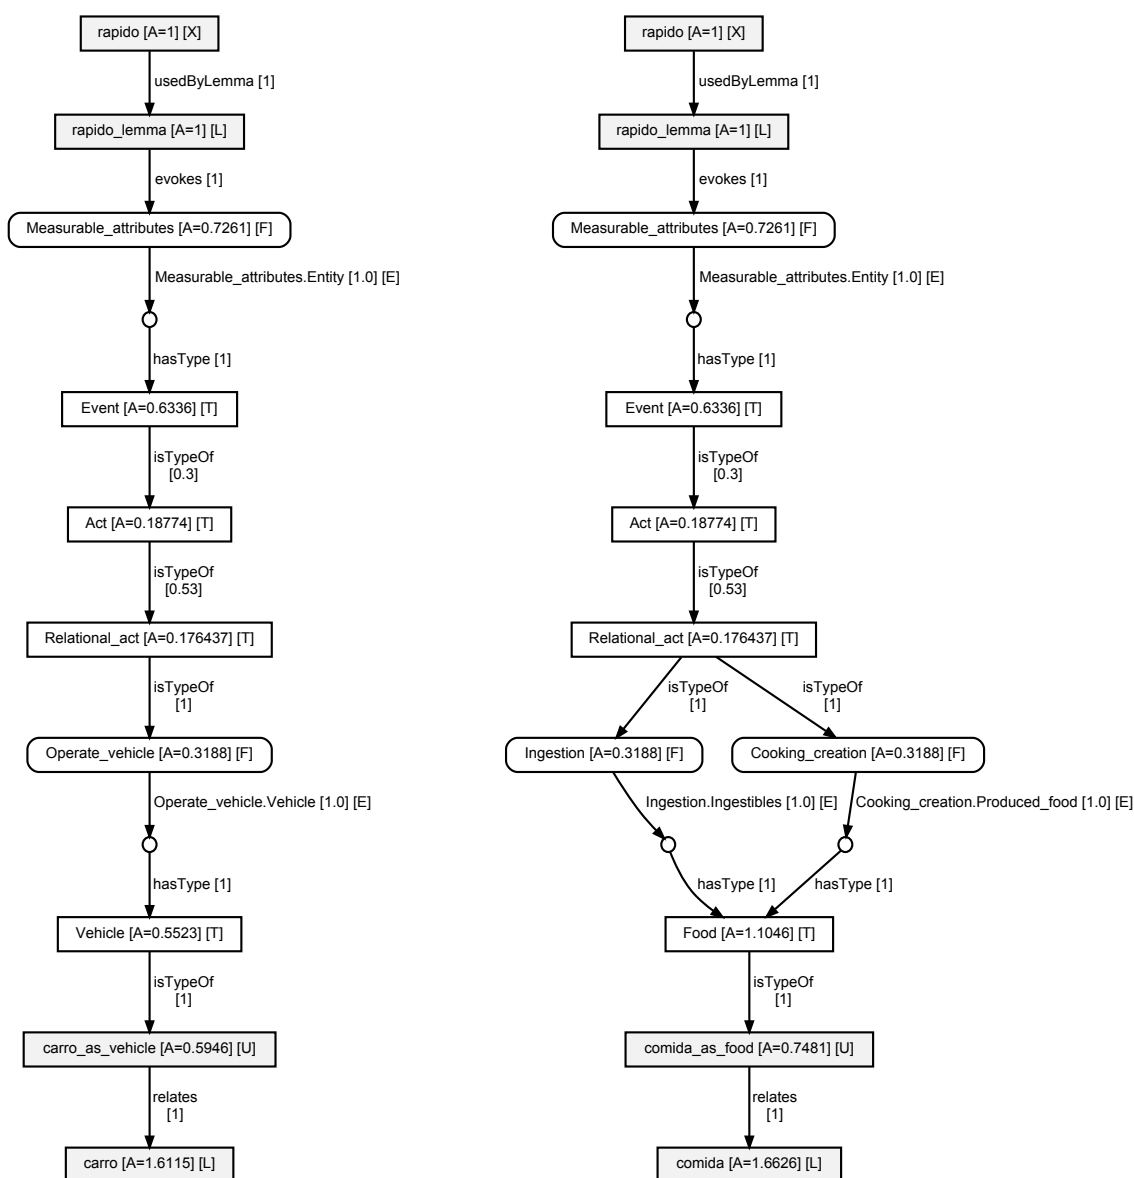 rapido [A=1] [X]
usedByLemma [1]
rapido_lemma [A=1] [L]
evokes [1]
Measurable_attributes [A=0.7261] [F]
Measurable_attributes.Entity [1.0] [E]
hasType [1]
Event [A=0.6336] [T]
isTypeOf
[0.3]
Act [A=0.18774] [T]
isTypeOf
[0.53]
Relational_act [A=0.176437] [T]
isTypeOf
[1]
Operate_vehicle [A=0.3188] [F]
Operate_vehicle.Vehicle [1.0] [E]
hasType [1]
Vehicle [A=0.5523] [T]
isTypeOf
[1]
carro_as_vehicle [A=0.5946] [U]
relates
[1]
carro [A=1.6115] [L]
rapido [A=1] [X]
usedByLemma [1]
rapido_lemma [A=1] [L]
evokes [1]
Measurable_attributes [A=0.7261] [F]
Measurable_attributes.Entity [1.0] [E]
hasType [1]
Event [A=0.6336] [T]
isTypeOf
[0.3]
Act [A=0.18774] [T]
isTypeOf
[0.53]
Relational_act [A=0.176437] [T]
isTypeOf
[1]
isTypeOf
[1]
Ingestion [A=0.3188] [F]
Cooking_creation [A=0.3188] [F]
Ingestion.Ingestibles [1.0] [E]
Cooking_creation.Produced_food [1.0] [E]
hasType [1]
hasType [1]
Food [A=1.1046] [T]
isTypeOf
[1]
comida_as_food [A=0.7481] [U]
relates
[1]
comida [A=1.6626] [L]